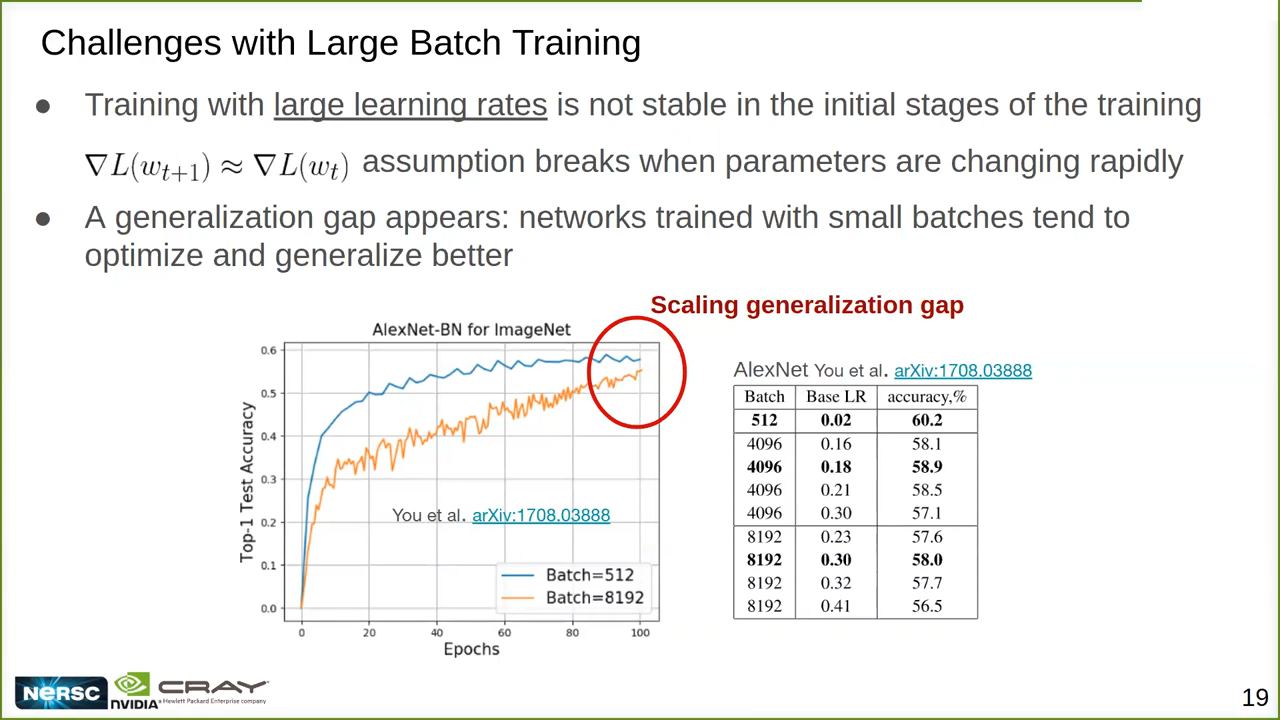 Challenges with Large Batch Training
● Training with large learning rates is not stable in the initial stages of the training
∇L(w_{t+1}) ≈ ∇L(w_t) assumption breaks when parameters are changing rapidly
● A generalization gap appears: networks trained with small batches tend to
optimize and generalize better
Scaling generalization gap
AlexNet-BN for ImageNet
Top-1 Test Accuracy
0.6
0.5
0.4
0.3
0.2
0.1
0.0
You et al. arXiv:1708.03888
Batch=512
Batch=8192
0 20 40 60 80 100
Epochs
AlexNet You et al. arXiv:1708.03888
Batch Base LR accuracy,%
512 0.02 60.2
4096 0.16 58.1
4096 0.18 58.9
4096 0.21 58.5
4096 0.30 57.1
8192 0.23 57.6
8192 0.30 58.0
8192 0.32 57.7
8192 0.41 56.5
NERSC
NVIDIA
CRAY
a Hewlett Packard Enterprise company
19